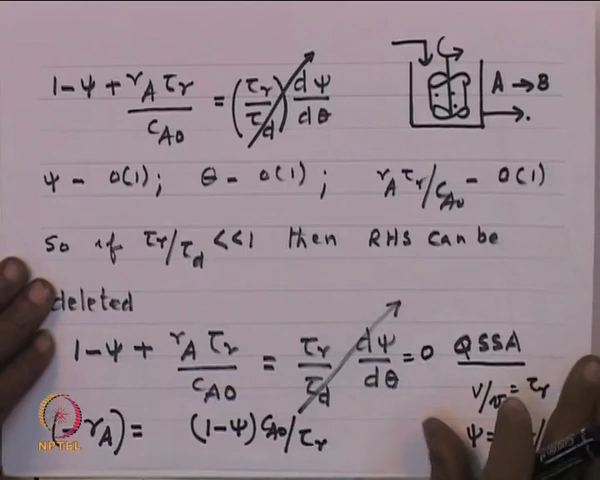 1-ψ + r_A τ_r / C_A0 = (τ_r/τ_d) dψ/dθ
A → B
ψ - O(1); θ - O(1); r_A τ_r/C_A0 - O(1)
So if τ_r/τ_d << 1 then RHS can be
deleted
1-ψ + r_A τ_r / C_A0 = τ_r/τ_d dψ/dθ = 0 QSSA
V/v = τ_r
r_A) = (1-ψ) C_A0/τ_r
ψ =
NPTEL